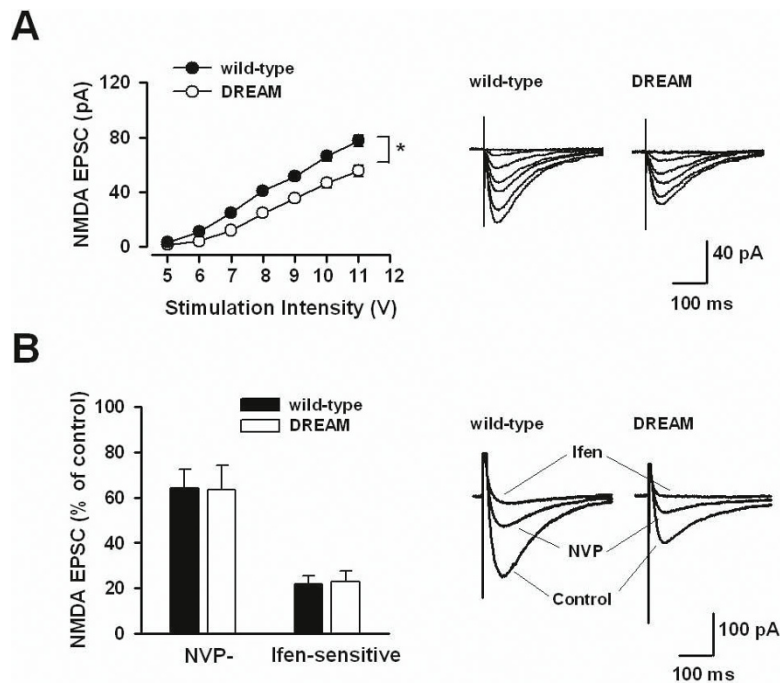 A
wild-type
DREAM
NMDA EPSC (pA)
120
80
40
0
*
5 6 7 8 9 10 11 12
Stimulation Intensity (V)
wild-type DREAM
40 pA
100 ms
B
wild-type
DREAM
NMDA EPSC (% of control)
100
80
60
40
20
0
NVP- Ifen-sensitive
wild-type DREAM
Ifen
NVP
Control
100 pA
100 ms